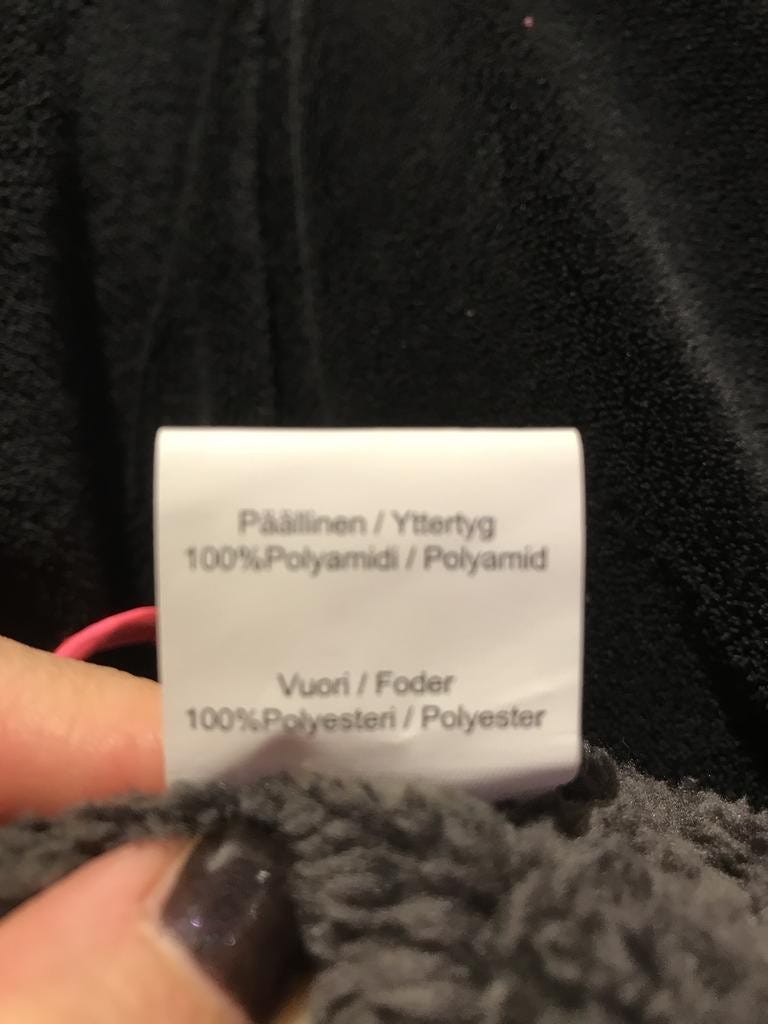 Päällinen / Yttertyg
100%Polyamidi / Polyamid
Vuori / Foder
100%Polyesteri / Polyester